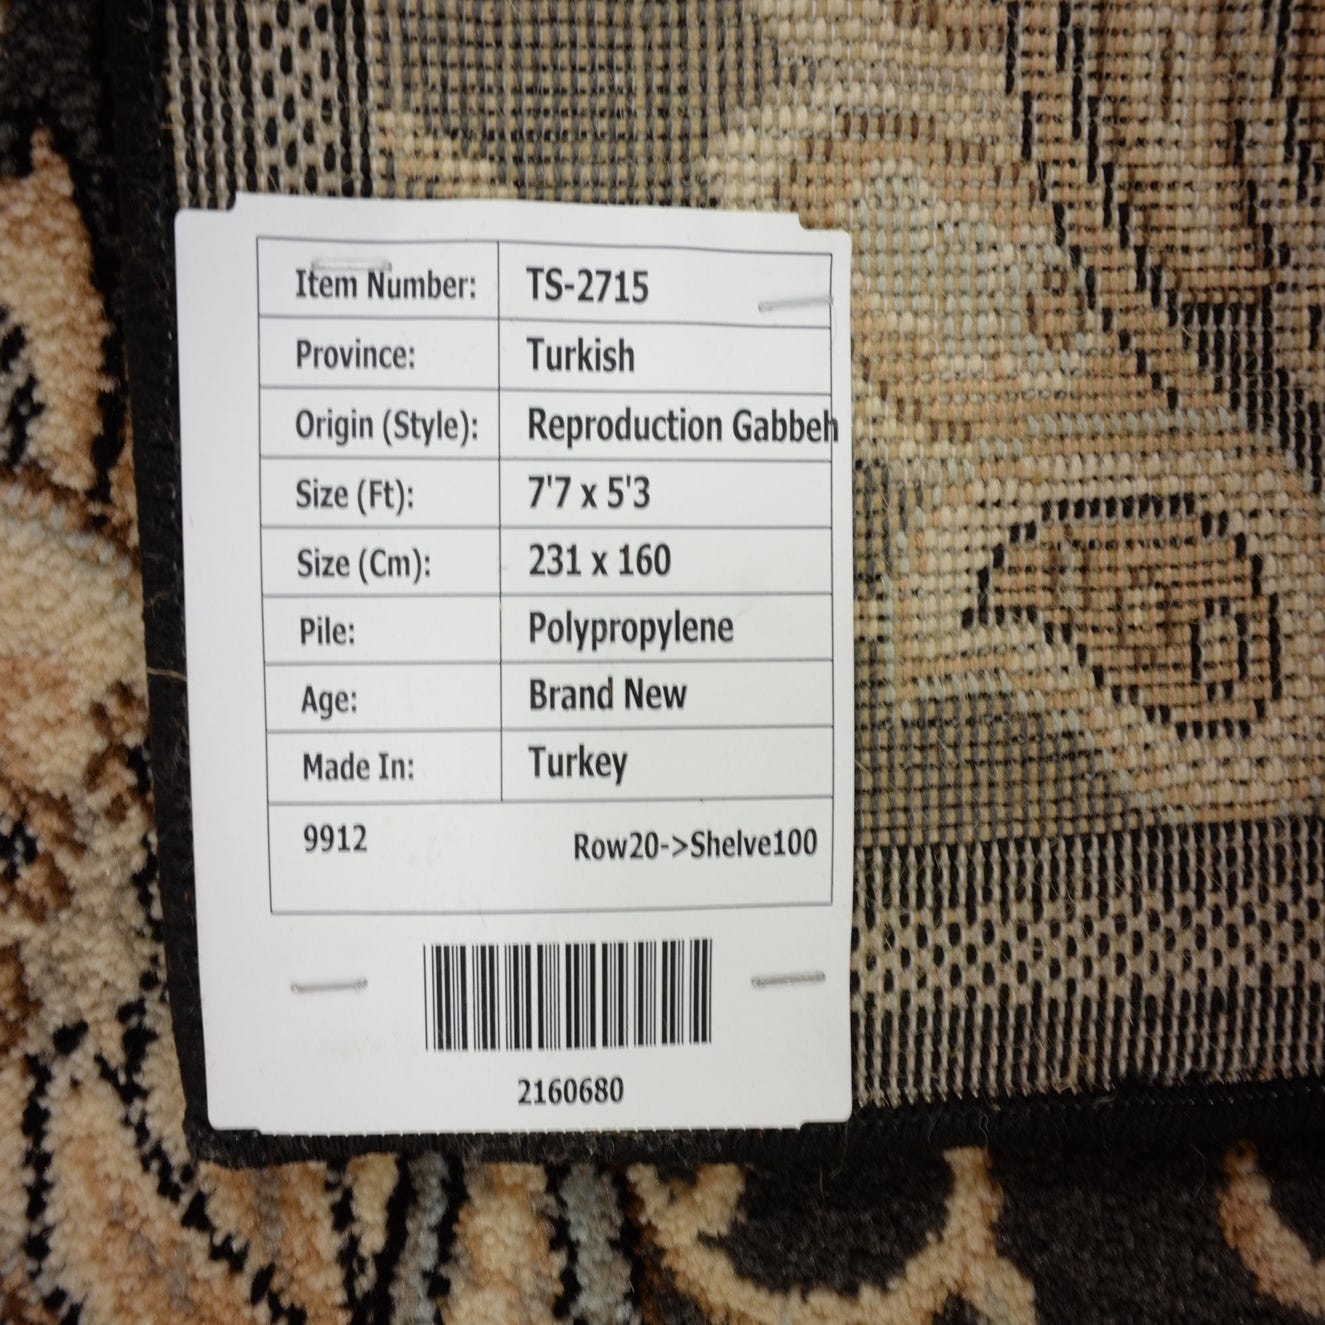 Item Number: TS-2715
Province: Turkish
Origin (Style): Reproduction Gabbeh
Size (Ft): 7'7 x 5'3
Size (Cm): 231 x 160
Pile: Polypropylene
Age: Brand New
Made In: Turkey
9912 Row20->Shelve100
2160680